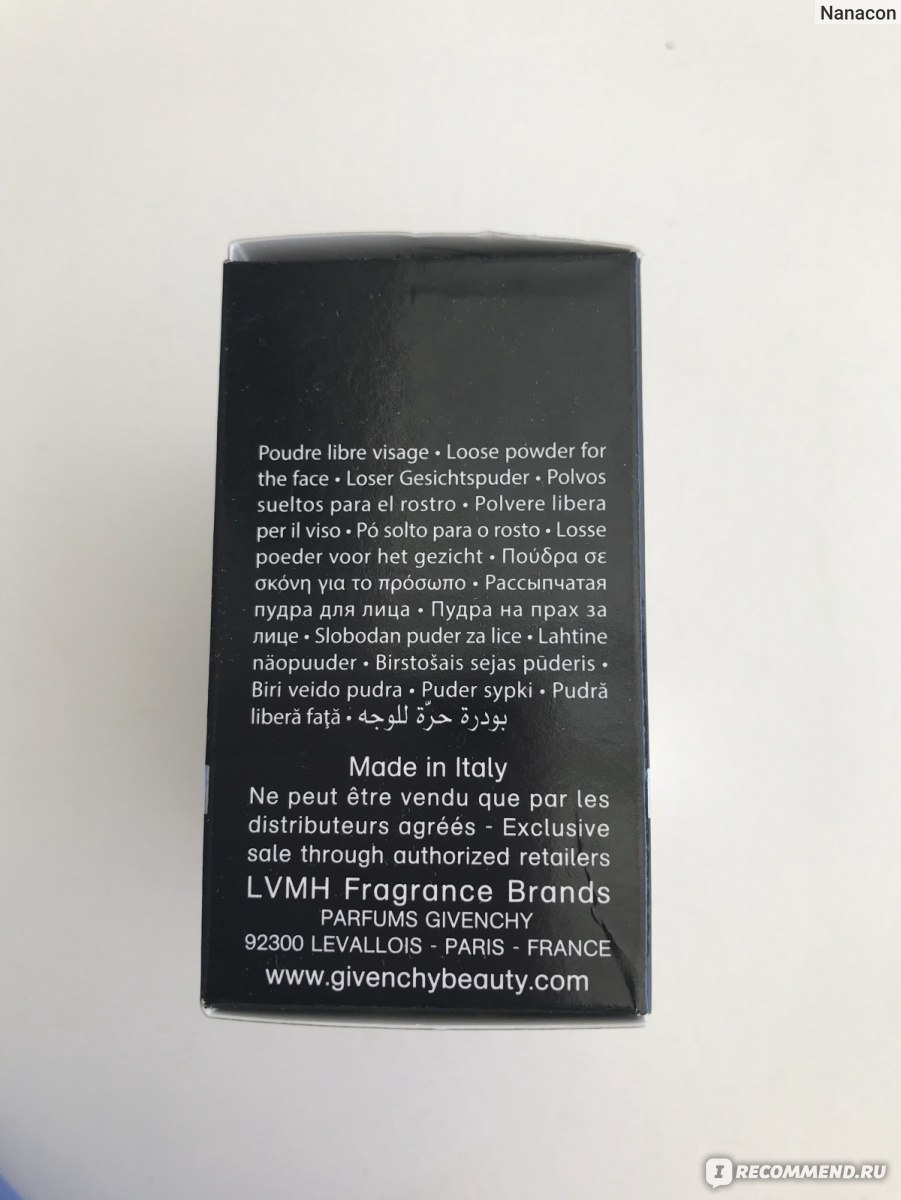 Nanacon
Poudre libre visage • Loose powder for
the face • Loser Gesichtspuder • Polvos
sueltos para el rostro • Polvere libera
per il viso • Pó solto para o rosto • Losse
poeder voor het gezicht • Πούδρα σε
σκόνη για το πρόσωπο • Рассыпчатая
пудра для лица • Пудра на прах за
лице • Slobodan puder za lice • Lahtine
näopuuder • Birstošais sejas pūderis •
Biri veido pudra • Puder sypki • Pudră
liberă faţă • بودرة حرّة للوجه
Made in Italy
Ne peut être vendu que par les
distributeurs agréés - Exclusive
sale through authorized retailers
LVMH Fragrance Brands
PARFUMS GIVENCHY
92300 LEVALLOIS - PARIS - FRANCE
www.givenchybeauty.com
I RECOMMEND.RU